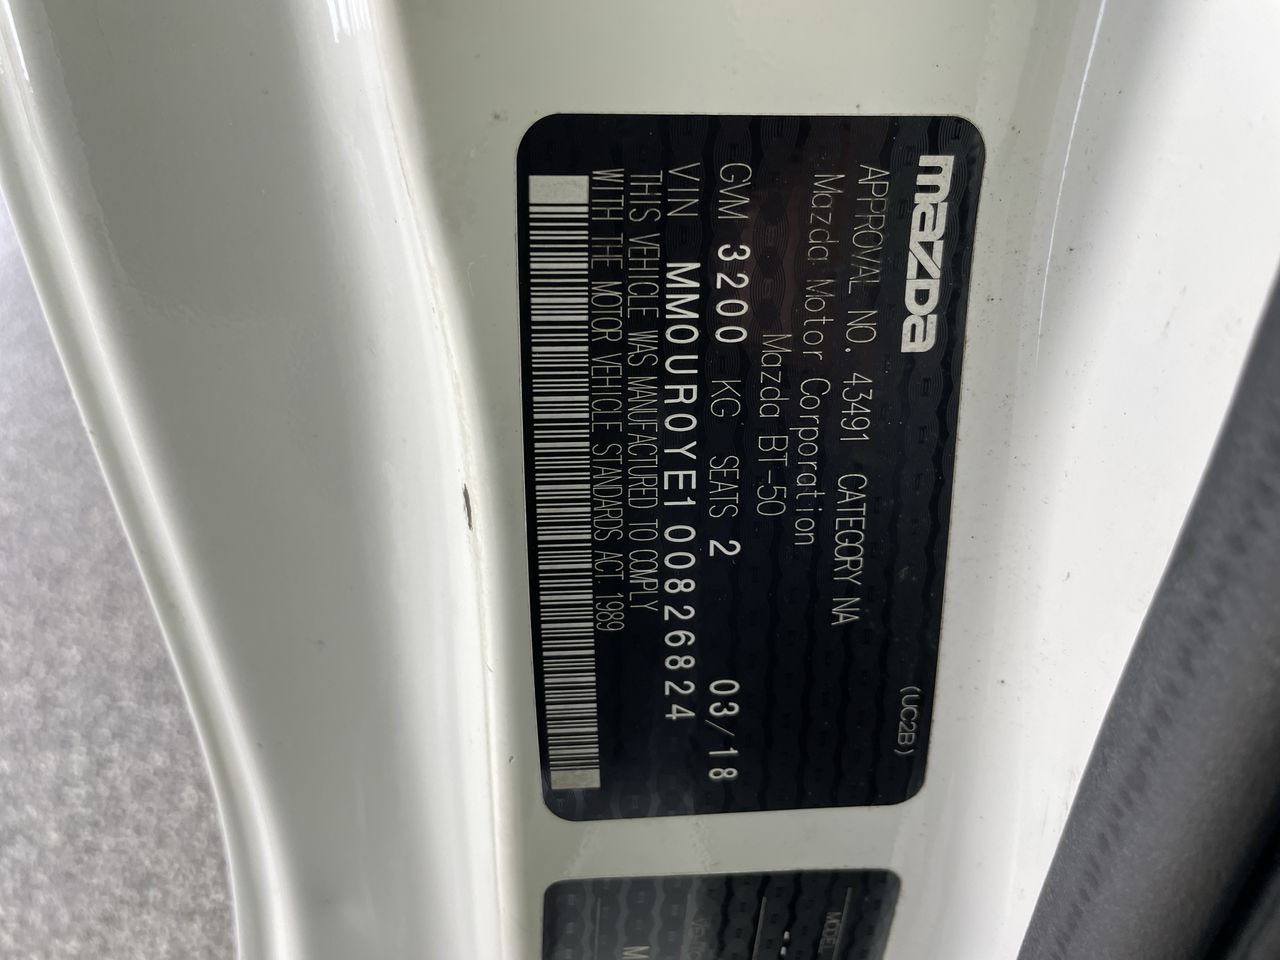 mazda
(UC2B)
APPROVAL NO. 43491 CATEGORY NA
Mazda Motor Corporation
Mazda BT-50
GVM 3200 KG SEATS 2 03/18
VIN MM0UR0YE100826824
THIS VEHICLE WAS MANUFACTURED TO COMPLY
WITH THE MOTOR VEHICLE STANDARDS ACT 1989
MODEL